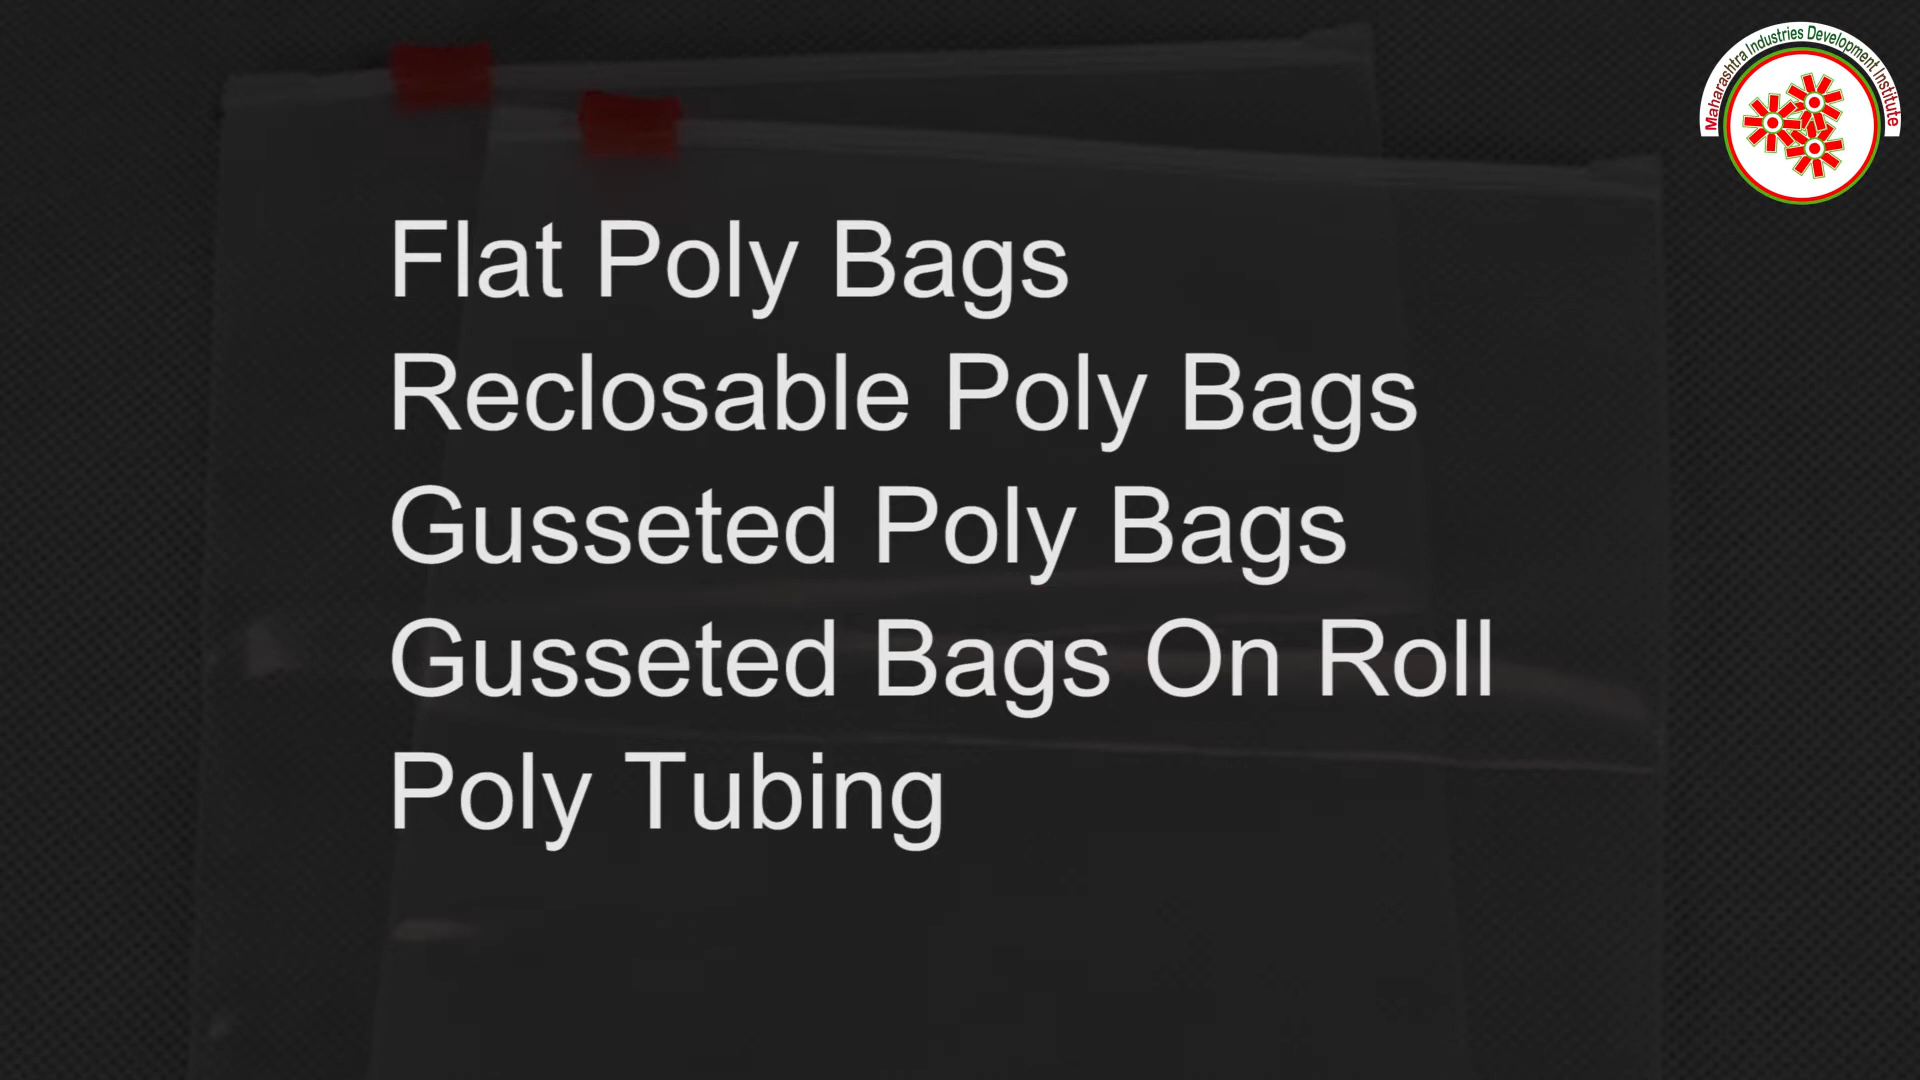 Maharashtra Industries Development Institute
Flat Poly Bags
Reclosable Poly Bags
Gusseted Poly Bags
Gusseted Bags On Roll
Poly Tubing